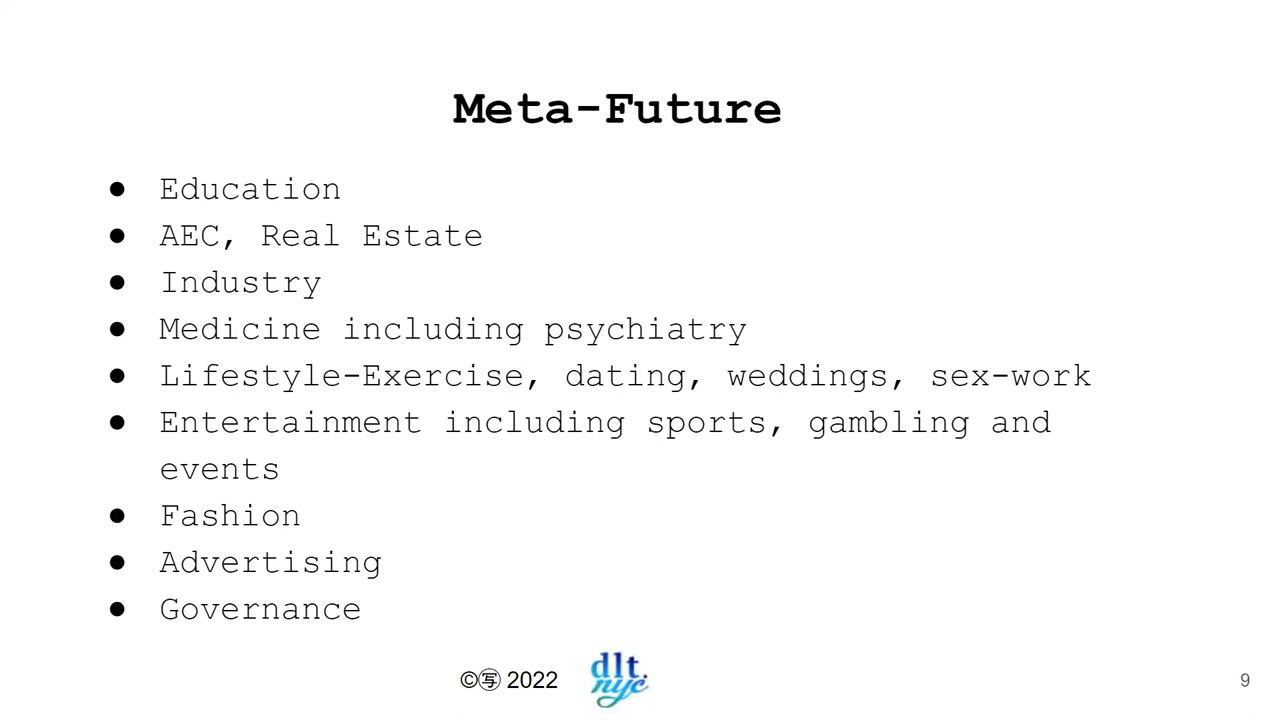 Meta-Future
● Education
● AEC, Real Estate
● Industry
● Medicine including psychiatry
● Lifestyle-Exercise, dating, weddings, sex-work
● Entertainment including sports, gambling and
events
● Fashion
● Advertising
● Governance
©㊢ 2022
dlt.
nyc
9